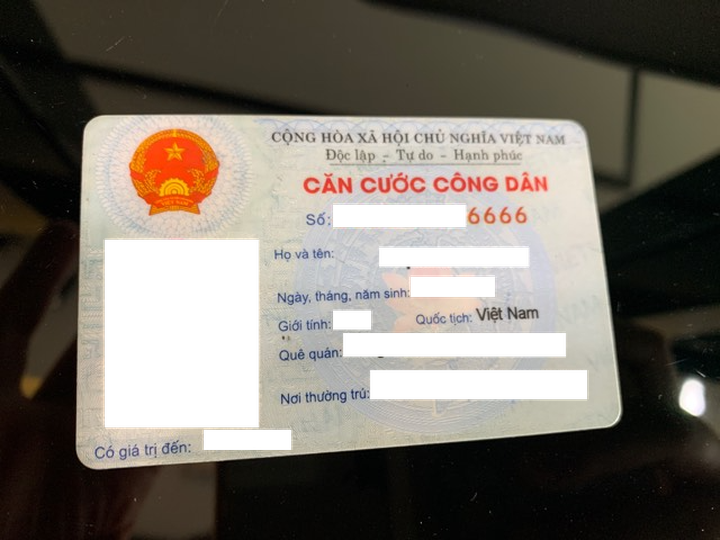 CỘNG HÒA XÃ HỘI CHỦ NGHĨA VIỆT NAM
Độc lập - Tự do - Hạnh phúc
CĂN CƯỚC CÔNG DÂN
Số: 6666
Họ và tên:
Ngày, tháng, năm sinh:
Giới tính: Quốc tịch: Việt Nam
Quê quán:
Nơi thường trú:
Có giá trị đến:
VIỆT NAM